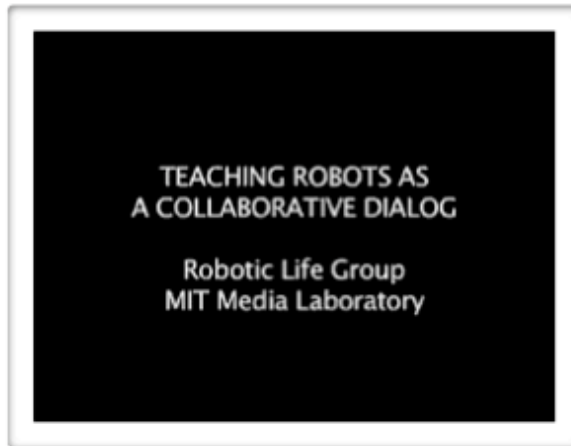 TEACHING ROBOTS AS
A COLLABORATIVE DIALOG
Robotic Life Group
MIT Media Laboratory